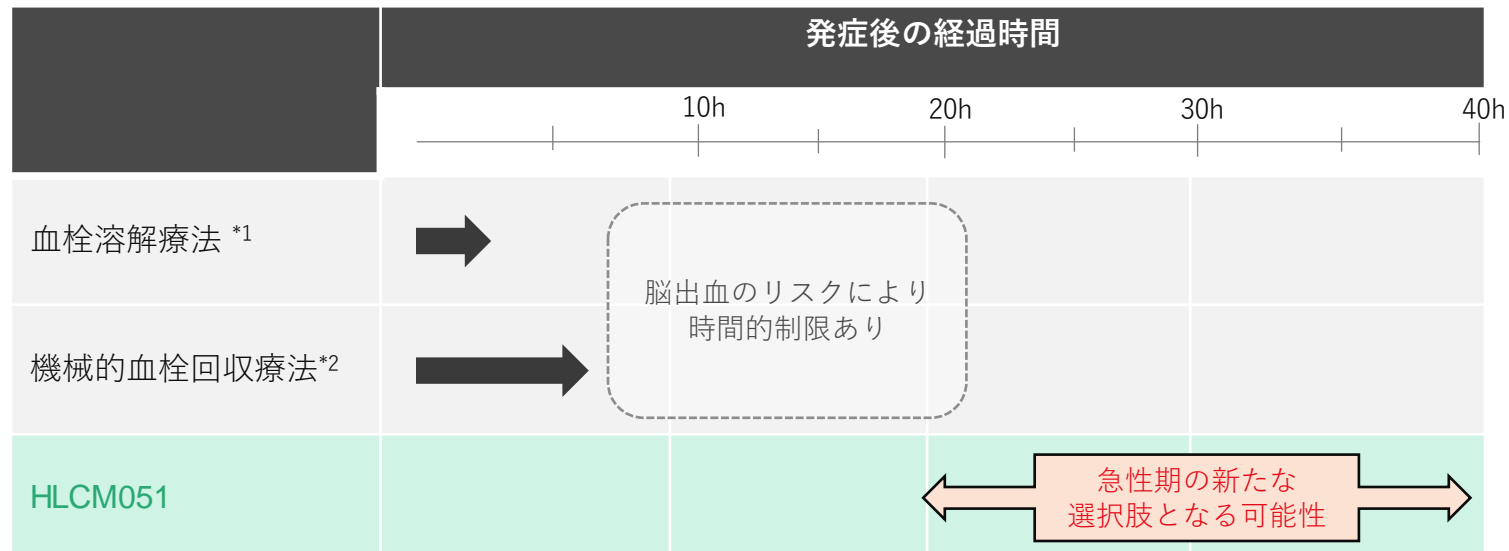 発症後の経過時間
10h 20h 30h 40h
血栓溶解療法 *1
脳出血のリスクにより
時間的制限あり
機械的血栓回収療法*2
HLCM051
急性期の新たな
選択肢となる可能性